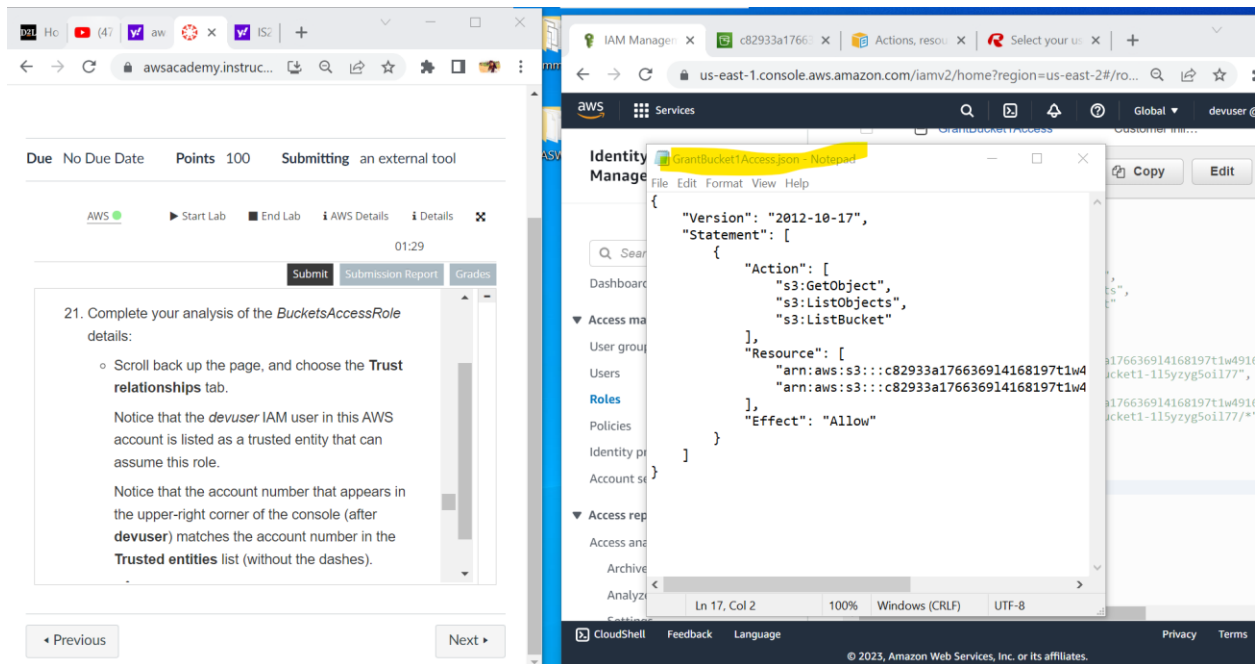 Ho
(47
aw
IS2
awsacademy.instruc...
Due No Due Date Points 100 Submitting an external tool
AWS Start Lab End Lab AWS Details Details
01:29
Submit Submission Report Grades
21. Complete your analysis of the BucketsAccessRole
details:
Scroll back up the page, and choose the Trust
relationships tab.
Notice that the devuser IAM user in this AWS
account is listed as a trusted entity that can
assume this role.
Notice that the account number that appears in
the upper-right corner of the console (after
devuser) matches the account number in the
Trusted entities list (without the dashes).
Previous Next
IAM Managen
c82933a1766
Actions, resou
Select your us
us-east-1.console.aws.amazon.com/iamv2/home?region=us-east-2#/ro...
aws Services Global devuser @
GrantBucket1Access
Identity
Manage
Copy Edit
Sear
Dashboard
Access ma
User group
Users
Roles
Policies
Identity pr
Account se
Access rep
Access ana
Archive
Analyze
GrantBucket1Access.json - Notepad
File Edit Format View Help
{
"Version": "2012-10-17",
"Statement": [
{
"Action": [
"s3:GetObject",
"s3:ListObjects",
"s3:ListBucket"
],
"Resource": [
"arn:aws:s3:::c82933a1766369l4168197t1w4
"arn:aws:s3:::c82933a1766369l4168197t1w4
],
"Effect": "Allow"
}
]
}
Ln 17, Col 2 100% Windows (CRLF) UTF-8
CloudShell Feedback Language Privacy Terms
© 2023, Amazon Web Services, Inc. or its affiliates.